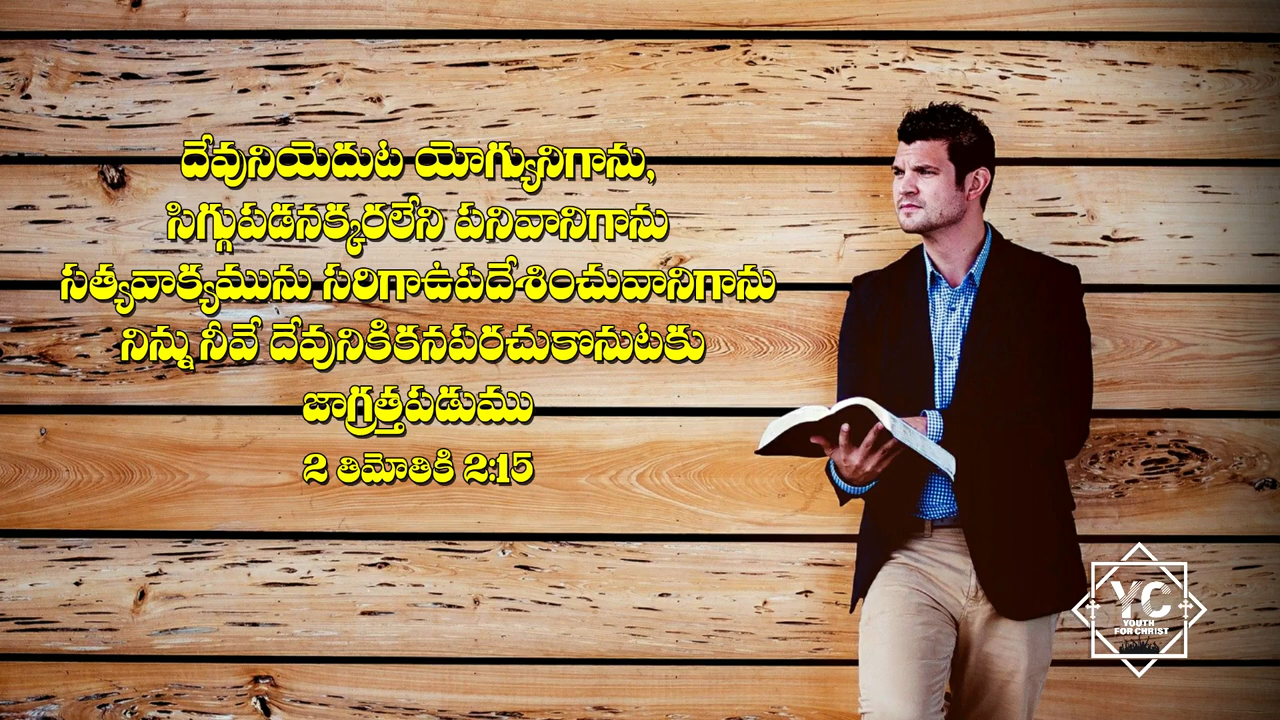 దేవునియెదుట యోగ్యునిగాను,
సిగ్గుపడనక్కరలేని పనివానిగాను
సత్యవాక్యమును సరిగాఉపదేశించువానిగాను
నిన్ను నీవే దేవునికికనపరచుకొనుటకు
జాగ్రత్తపడుము
2 తిమోతికి 2:15
YC
YOUTH
FOR CHRIST